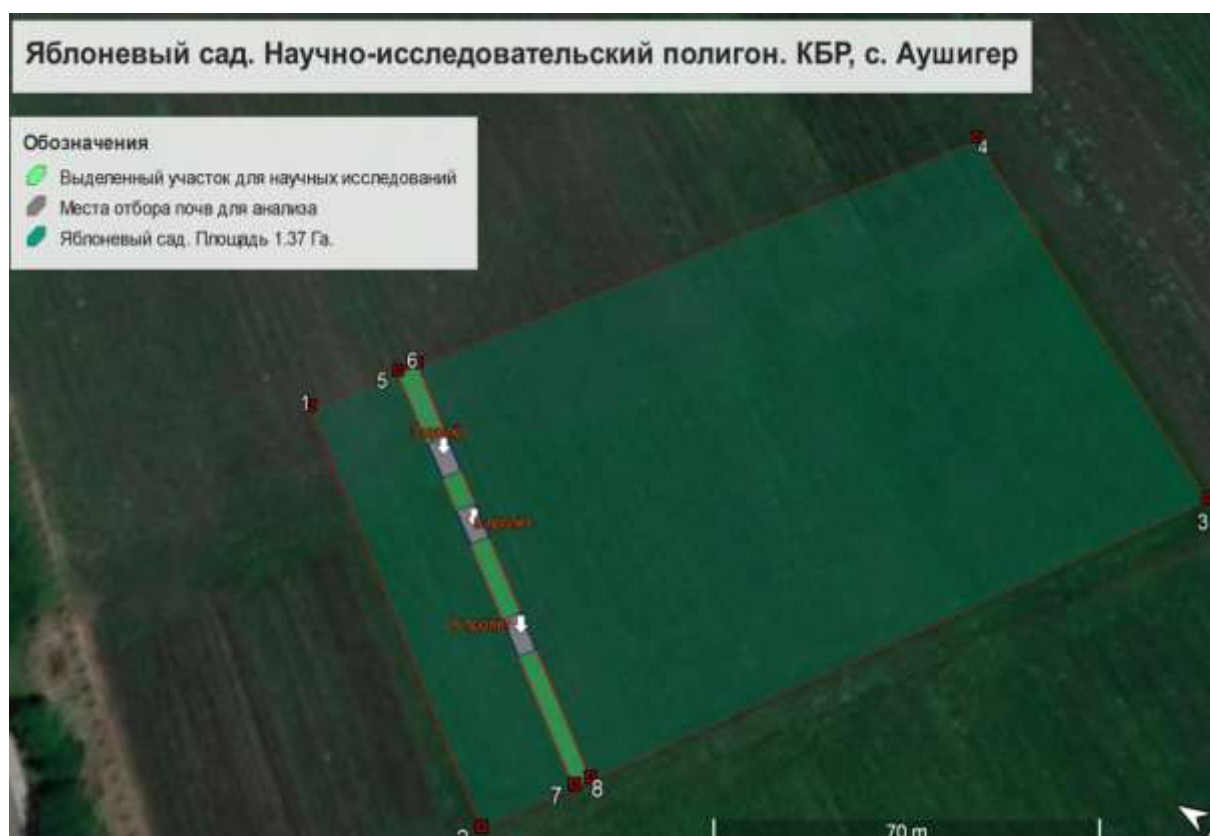 Яблоневый сад. Научно-исследовательский полигон. КБР, с. Аушигер
Обозначения
Выделенный участок для научных исследований
Места отбора почв для анализа
Яблоневый сад. Площадь 1.37 Га.
4
6
5
1
3
7
8
2
70 m